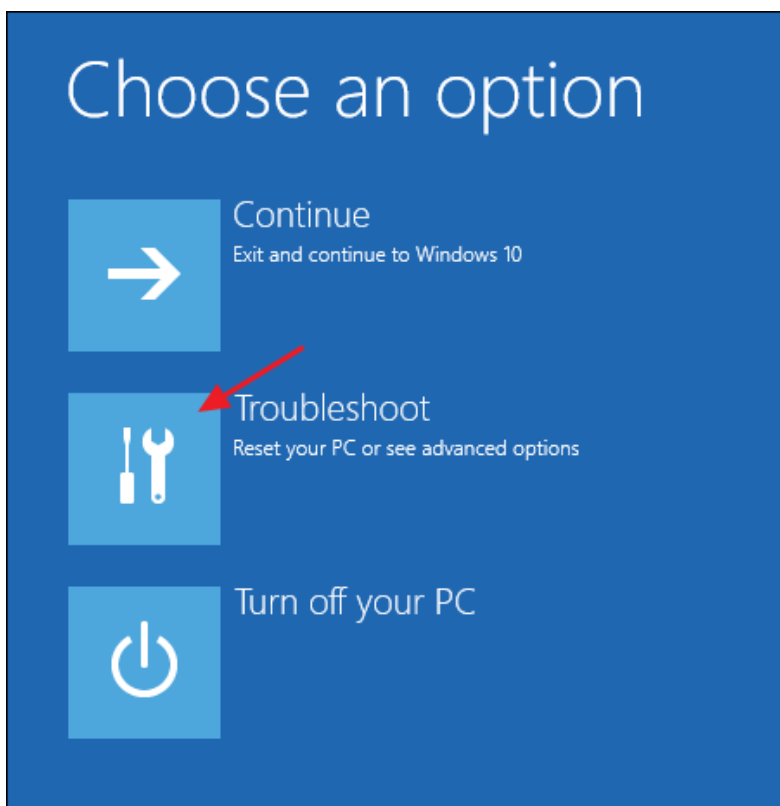 Choose an option
Continue
Exit and continue to Windows 10
Troubleshoot
Reset your PC or see advanced options
Turn off your PC